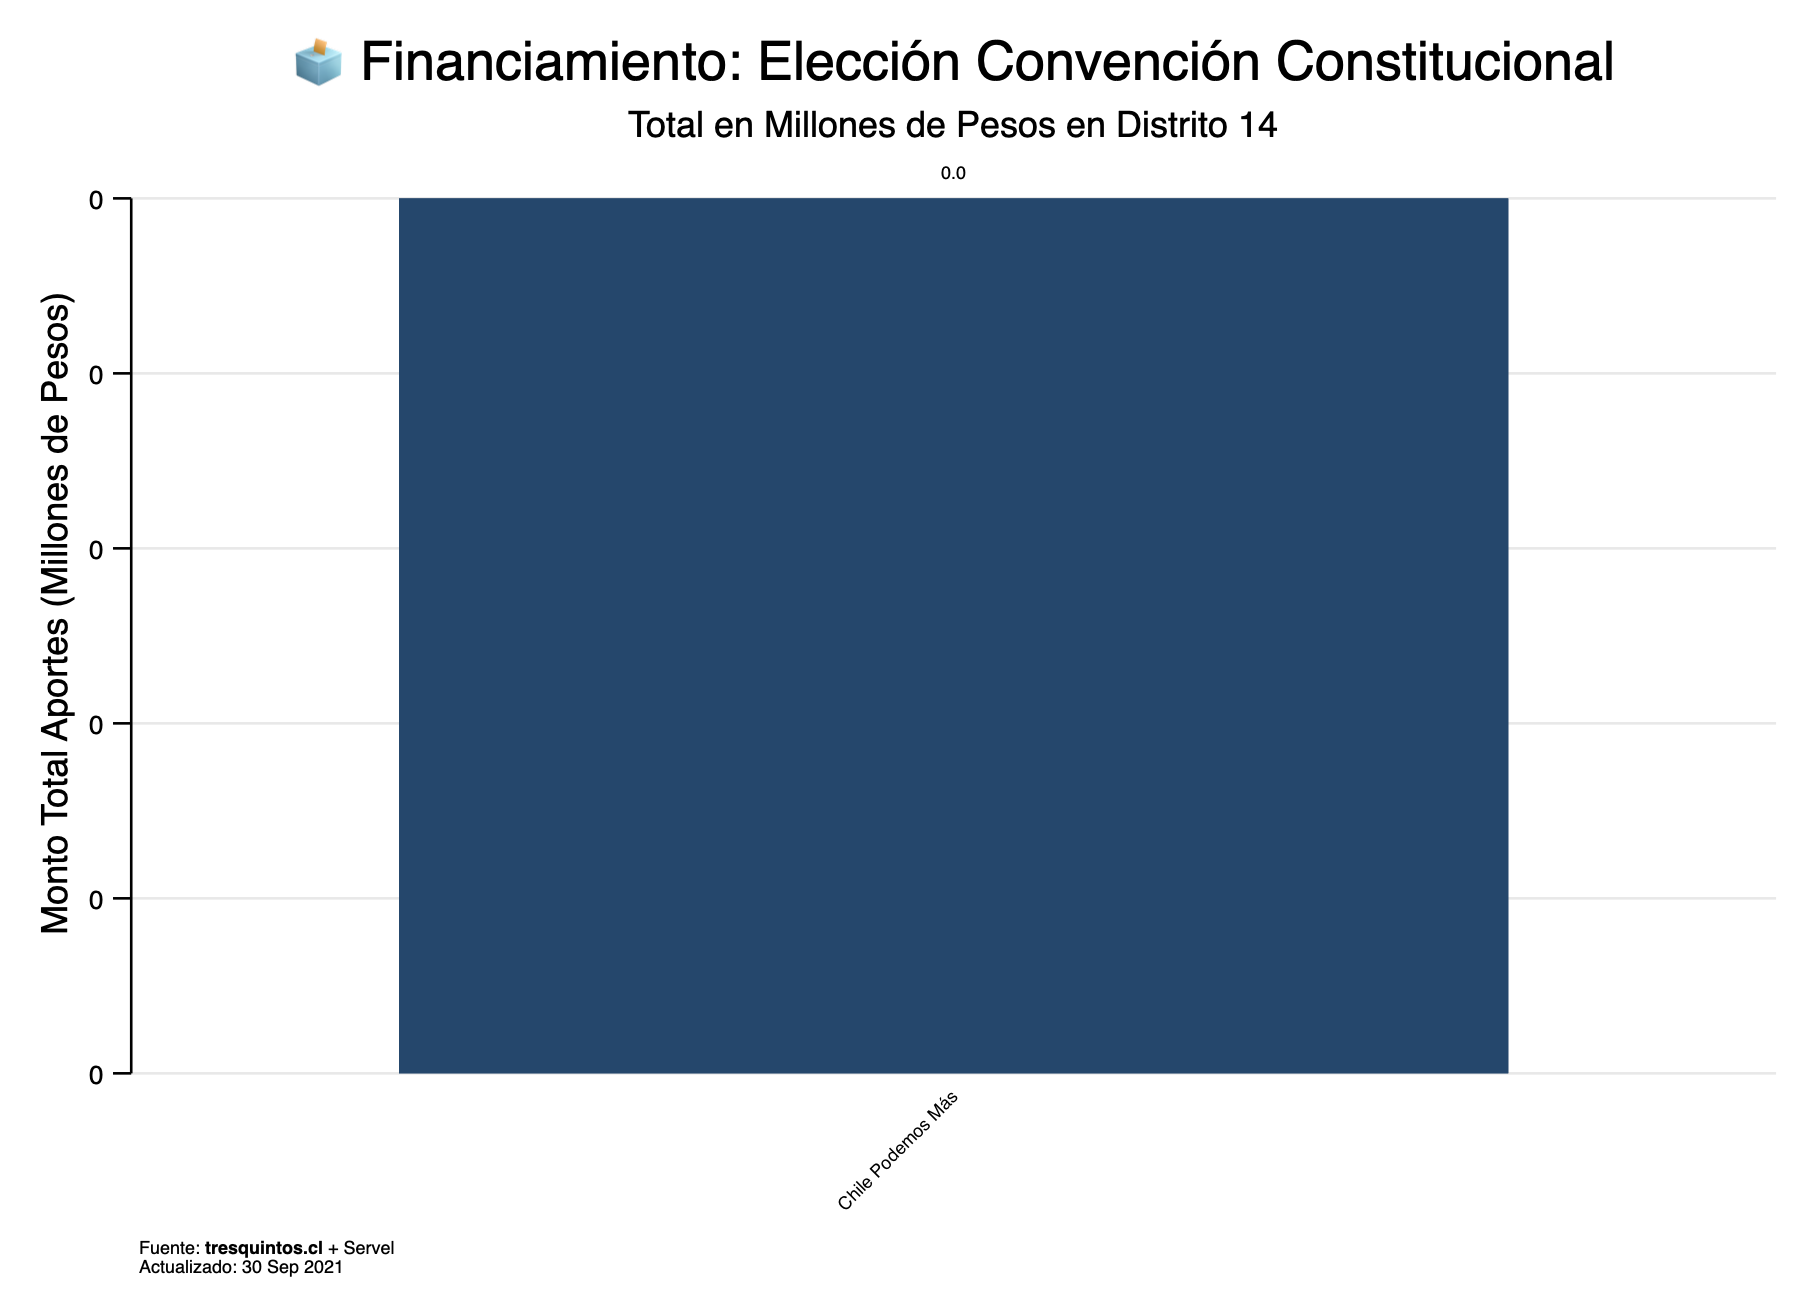 🗳️ Financiamiento: Elección Convención Constitucional
Total en Millones de Pesos en Distrito 14
0.0
0
0
0
0
0
0
Monto Total Aportes (Millones de Pesos)
Chile Podemos Más
Fuente: tresquintos.cl + Servel
Actualizado: 30 Sep 2021